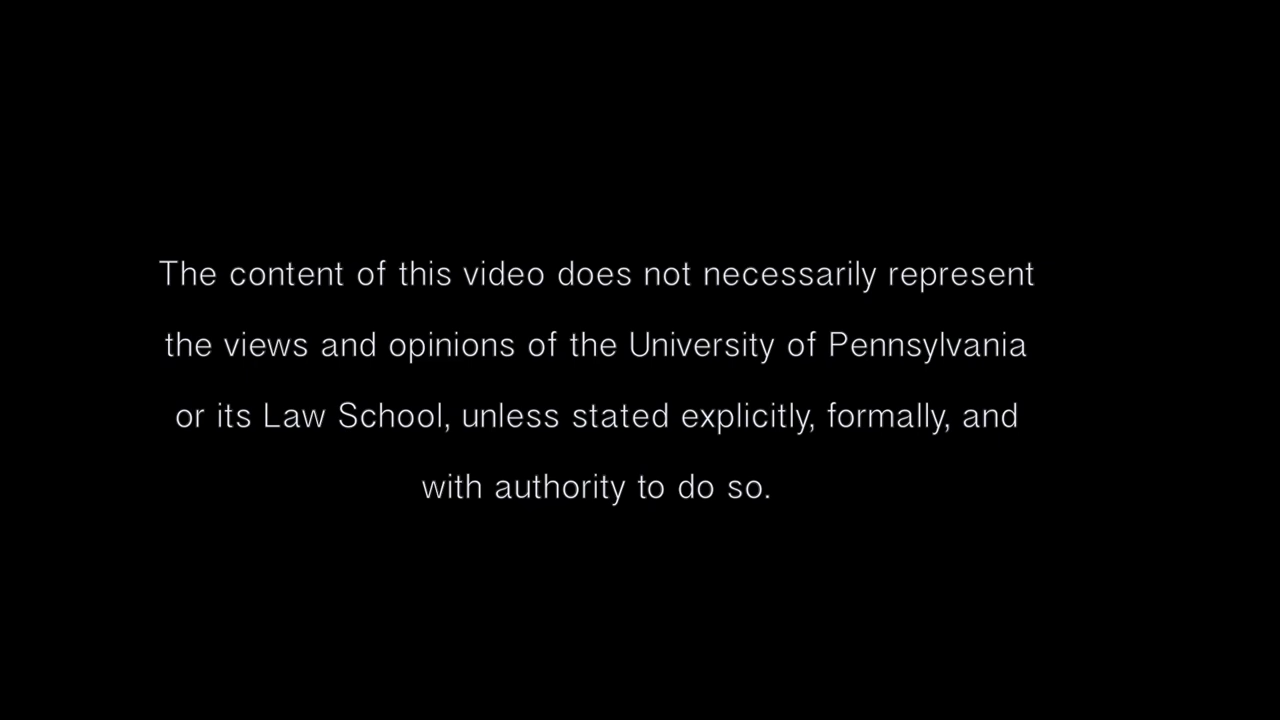 The content of this video does not necessarily represent
the views and opinions of the University of Pennsylvania
or its Law School, unless stated explicitly, formally, and
with authority to do so.